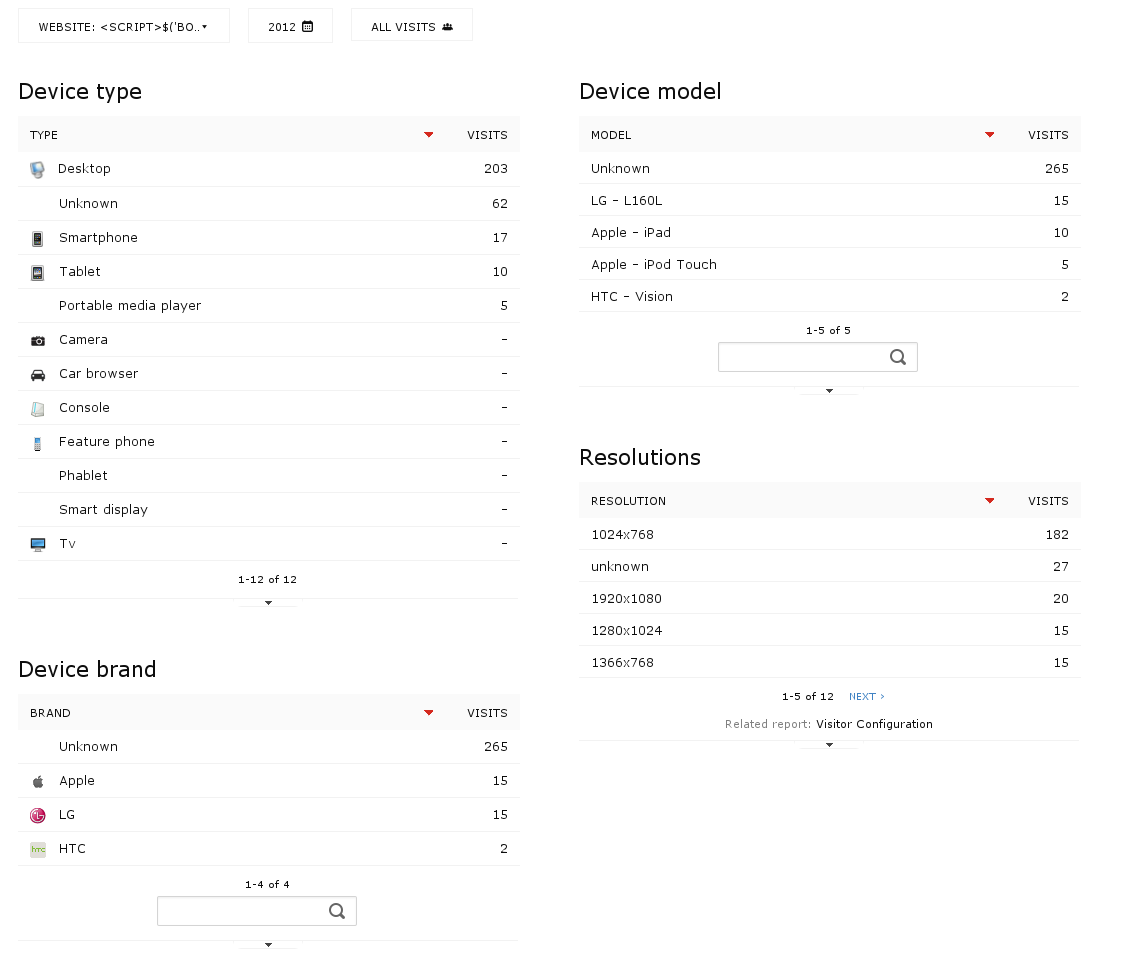 WEBSITE: <SCRIPT>$('BO.. 2012 ALL VISITS
Device type
TYPE VISITS
Desktop 203
Unknown 62
Smartphone 17
Tablet 10
Portable media player 5
Camera -
Car browser -
Console -
Feature phone -
Phablet -
Smart display -
Tv -
1-12 of 12
Device brand
BRAND VISITS
Unknown 265
Apple 15
LG 15
htc HTC 2
1-4 of 4
Device model
MODEL VISITS
Unknown 265
LG - L160L 15
Apple - iPad 10
Apple - iPod Touch 5
HTC - Vision 2
1-5 of 5
Resolutions
RESOLUTION VISITS
1024x768 182
unknown 27
1920x1080 20
1280x1024 15
1366x768 15
1-5 of 12 NEXT ›
Related report: Visitor Configuration